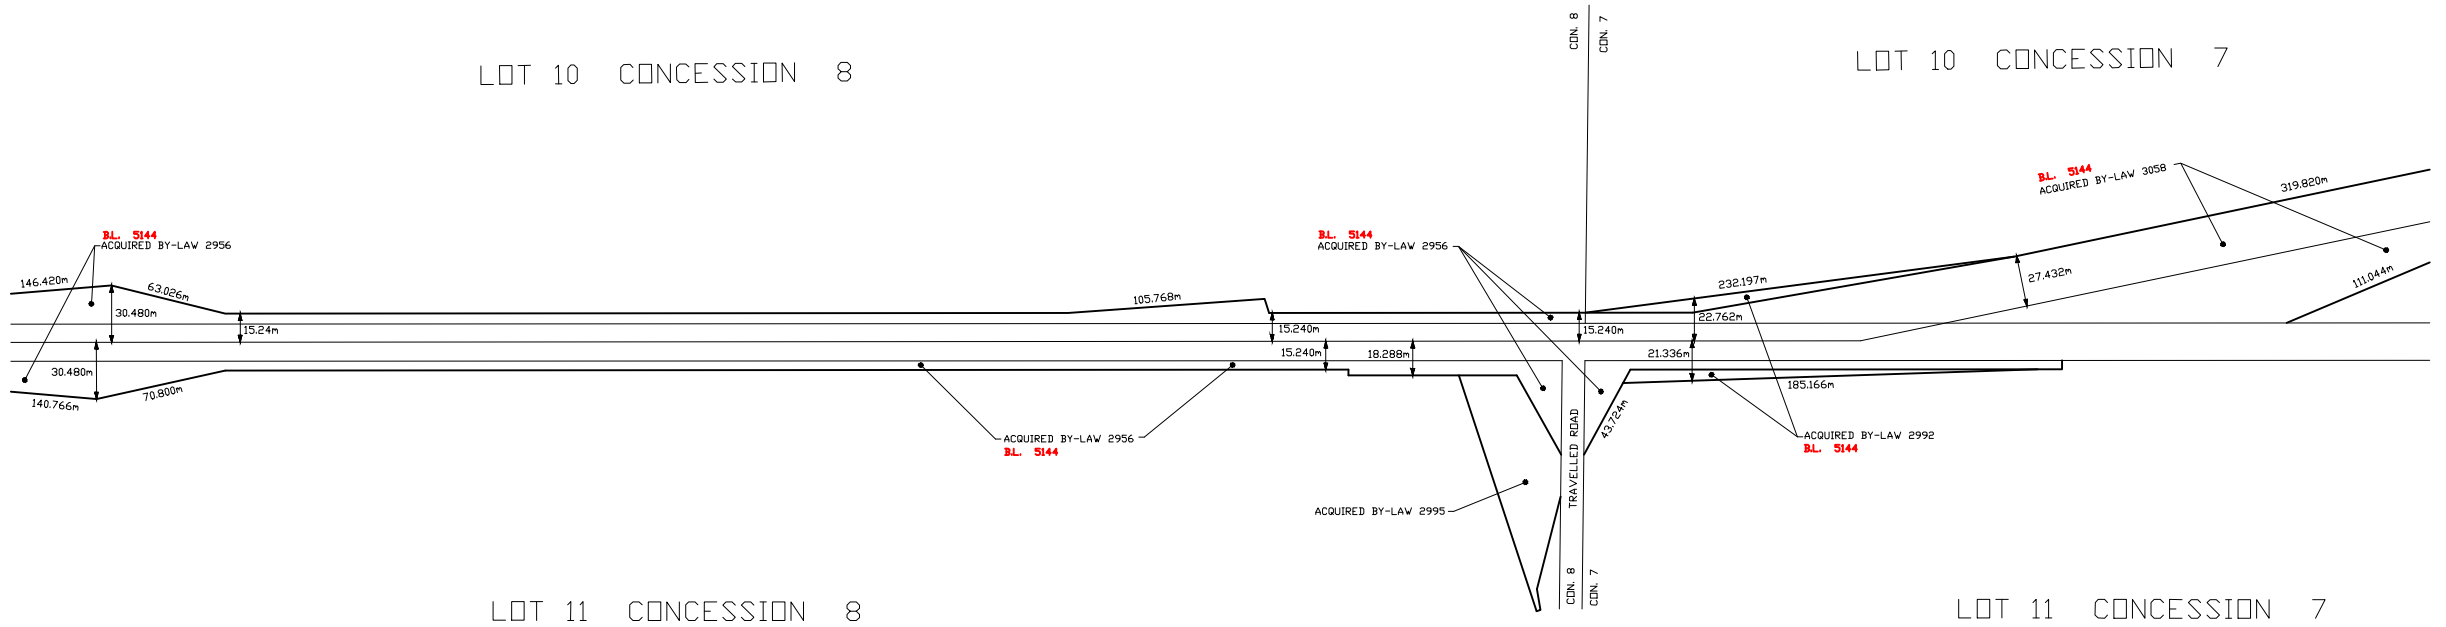 CON. 8
CON. 7
LOT 10 CONCESSION 8
LOT 10 CONCESSION 7
B.L. 5144
ACQUIRED BY-LAW 3058
319.820m
B.L. 5144
ACQUIRED BY-LAW 2956
B.L. 5144
ACQUIRED BY-LAW 2956
146.420m
63.026m
105.768m
232.197m
27.432m
111.044m
30.480m
15.24m
15.240m
15.240m
22.762m
30.480m
15.240m
18.288m
21.336m
140.766m
70.800m
185.166m
43.724m
TRAVELLED ROAD
ACQUIRED BY-LAW 2956
B.L. 5144
ACQUIRED BY-LAW 2992
B.L. 5144
ACQUIRED BY-LAW 2995
CON. 8
CON. 7
LOT 11 CONCESSION 8
LOT 11 CONCESSION 7